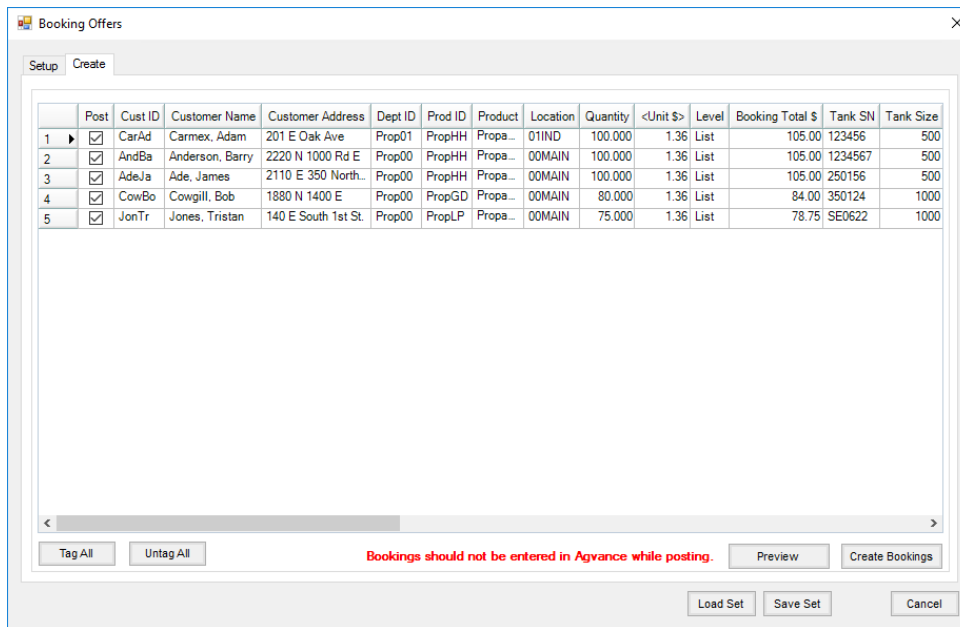 Booking Offers
Setup Create
Post Cust ID Customer Name Customer Address Dept ID Prod ID Product Location Quantity <Unit $> Level Booking Total $ Tank SN Tank Size
1 CarAd Carmex, Adam 201 E Oak Ave Prop01 PropHH Propa... 01IND 100.000 1.36 List 105.00 123456 500
2 AndBa Anderson, Barry 2220 N 1000 Rd E Prop00 PropHH Propa... 00MAIN 100.000 1.36 List 105.00 1234567 500
3 AdeJa Ade, James 2110 E 350 North... Prop00 PropHH Propa... 00MAIN 100.000 1.36 List 105.00 250156 500
4 CowBo Cowgill, Bob 1880 N 1400 E Prop00 PropGD Propa... 00MAIN 80.000 1.36 List 84.00 350124 1000
5 JonTr Jones, Tristan 140 E South 1st St. Prop00 PropLP Propa... 00MAIN 75.000 1.36 List 78.75 SE0622 1000
Tag All Untag All Bookings should not be entered in Agvance while posting. Preview Create Bookings
Load Set Save Set Cancel